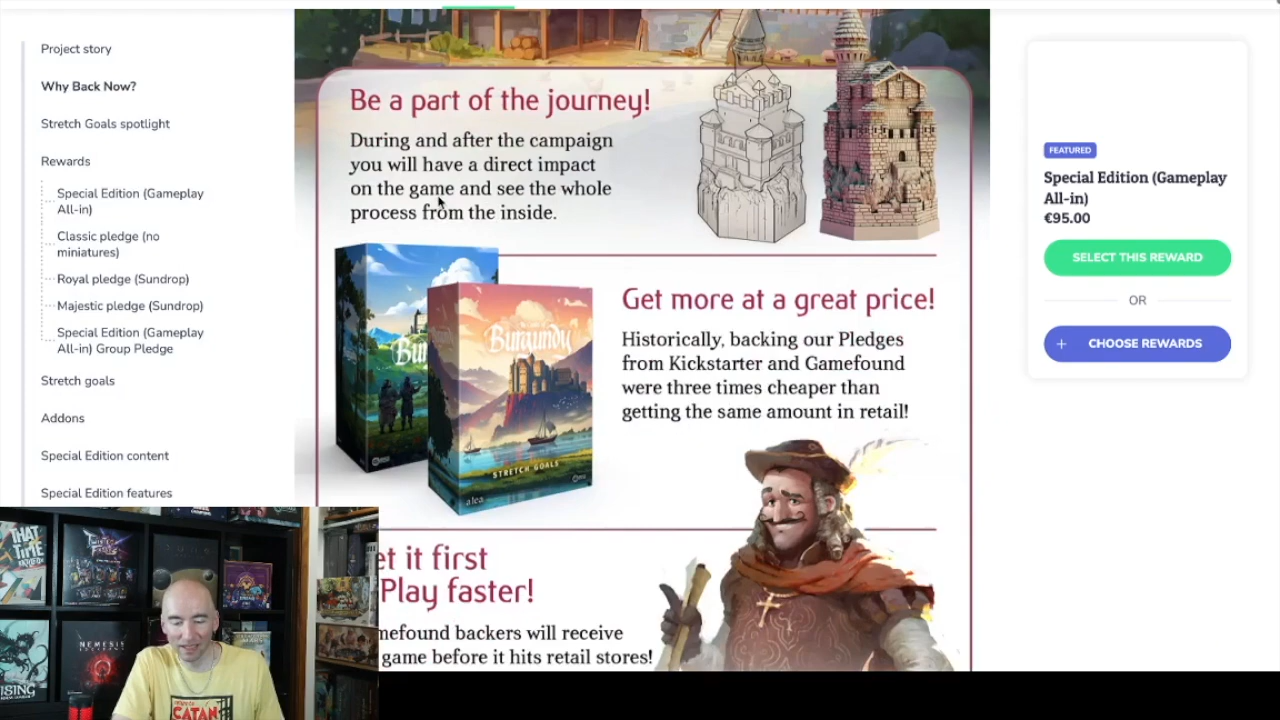 Project story
Why Back Now?
Stretch Goals spotlight
Rewards
Special Edition (Gameplay
All-in)
Classic pledge (no
miniatures)
Royal pledge (Sundrop)
Majestic pledge (Sundrop)
Special Edition (Gameplay
All-in) Group Pledge
Stretch goals
Addons
Special Edition content
Special Edition features
Be a part of the journey!
During and after the campaign
you will have a direct impact
on the game and see the whole
process from the inside.
Bur
Burgundy
STRETCH GOALS
alea
Get more at a great price!
Historically, backing our Pledges
from Kickstarter and Gamefound
were three times cheaper than
getting the same amount in retail!
et it first
Play faster!
mefound backers will receive
game before it hits retail stores!
FEATURED
Special Edition (Gameplay
All-in)
€95.00
SELECT THIS REWARD
OR
+ CHOOSE REWARDS
THAT
TiME
NEMESIS
ISING
CATAN